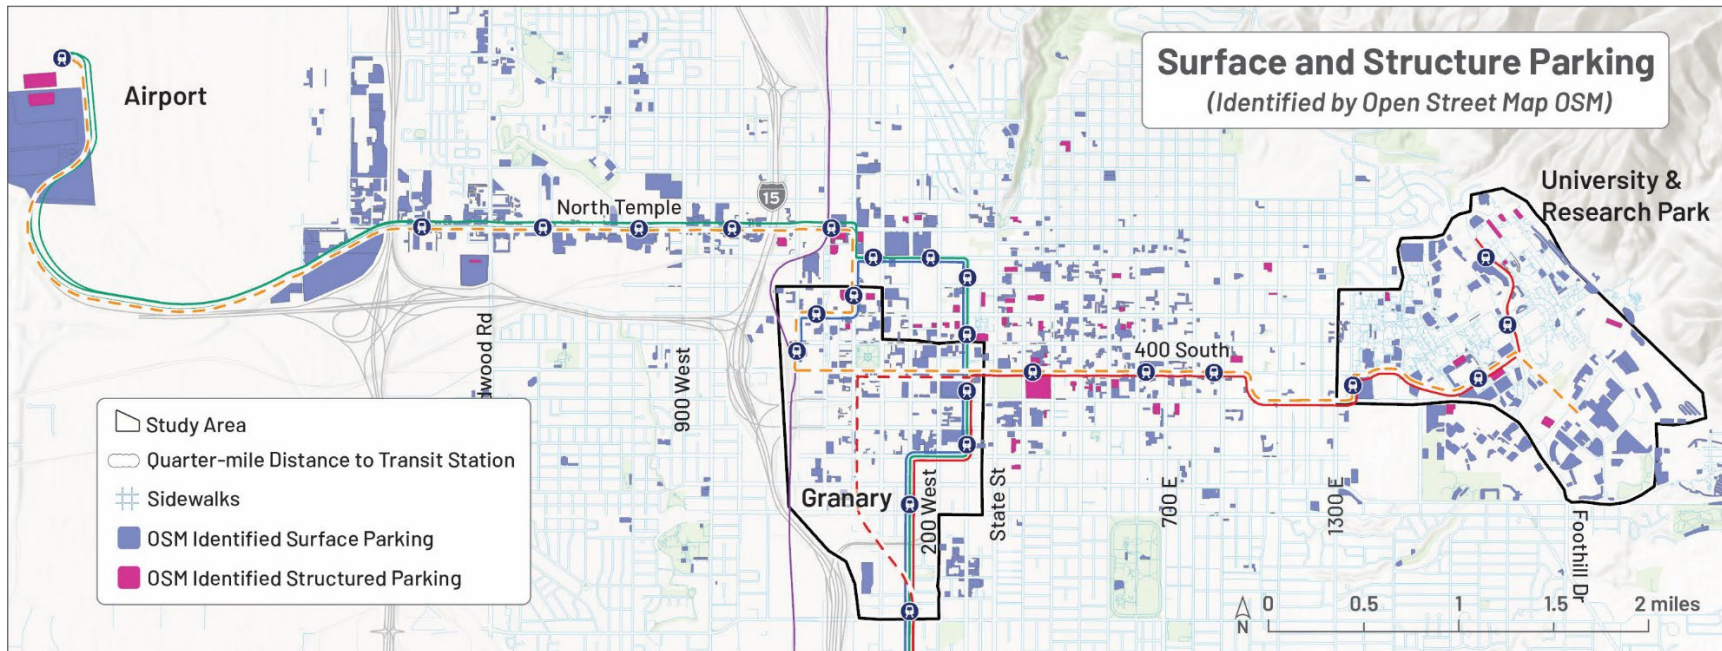 Surface and Structure Parking
(Identified by Open Street Map OSM)
Airport
University &
Research Park
North Temple
15
400 South
dwood Rd
900 West
Granary
200 West
State St
700 E
1300 E
Foothill Dr
Study Area
Quarter-mile Distance to Transit Station
Sidewalks
OSM Identified Surface Parking
OSM Identified Structured Parking
0 0.5 1 1.5 2 miles
N